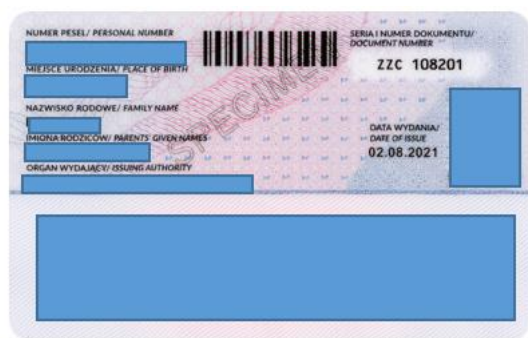 NUMER PESEL/ PERSONAL NUMBER
SERIA I NUMER DOKUMENTU/
DOCUMENT NUMBER
ZZC 108201
MIEJSCE URODZENIA/ PLACE OF BIRTH
NAZWISKO RODOWE/ FAMILY NAME
SPECIMEN
IMIONA RODZICÓW/ PARENTS' GIVEN NAMES
DATA WYDANIA/
DATE OF ISSUE
02.08.2021
ORGAN WYDAJĄCY/ ISSUING AUTHORITY